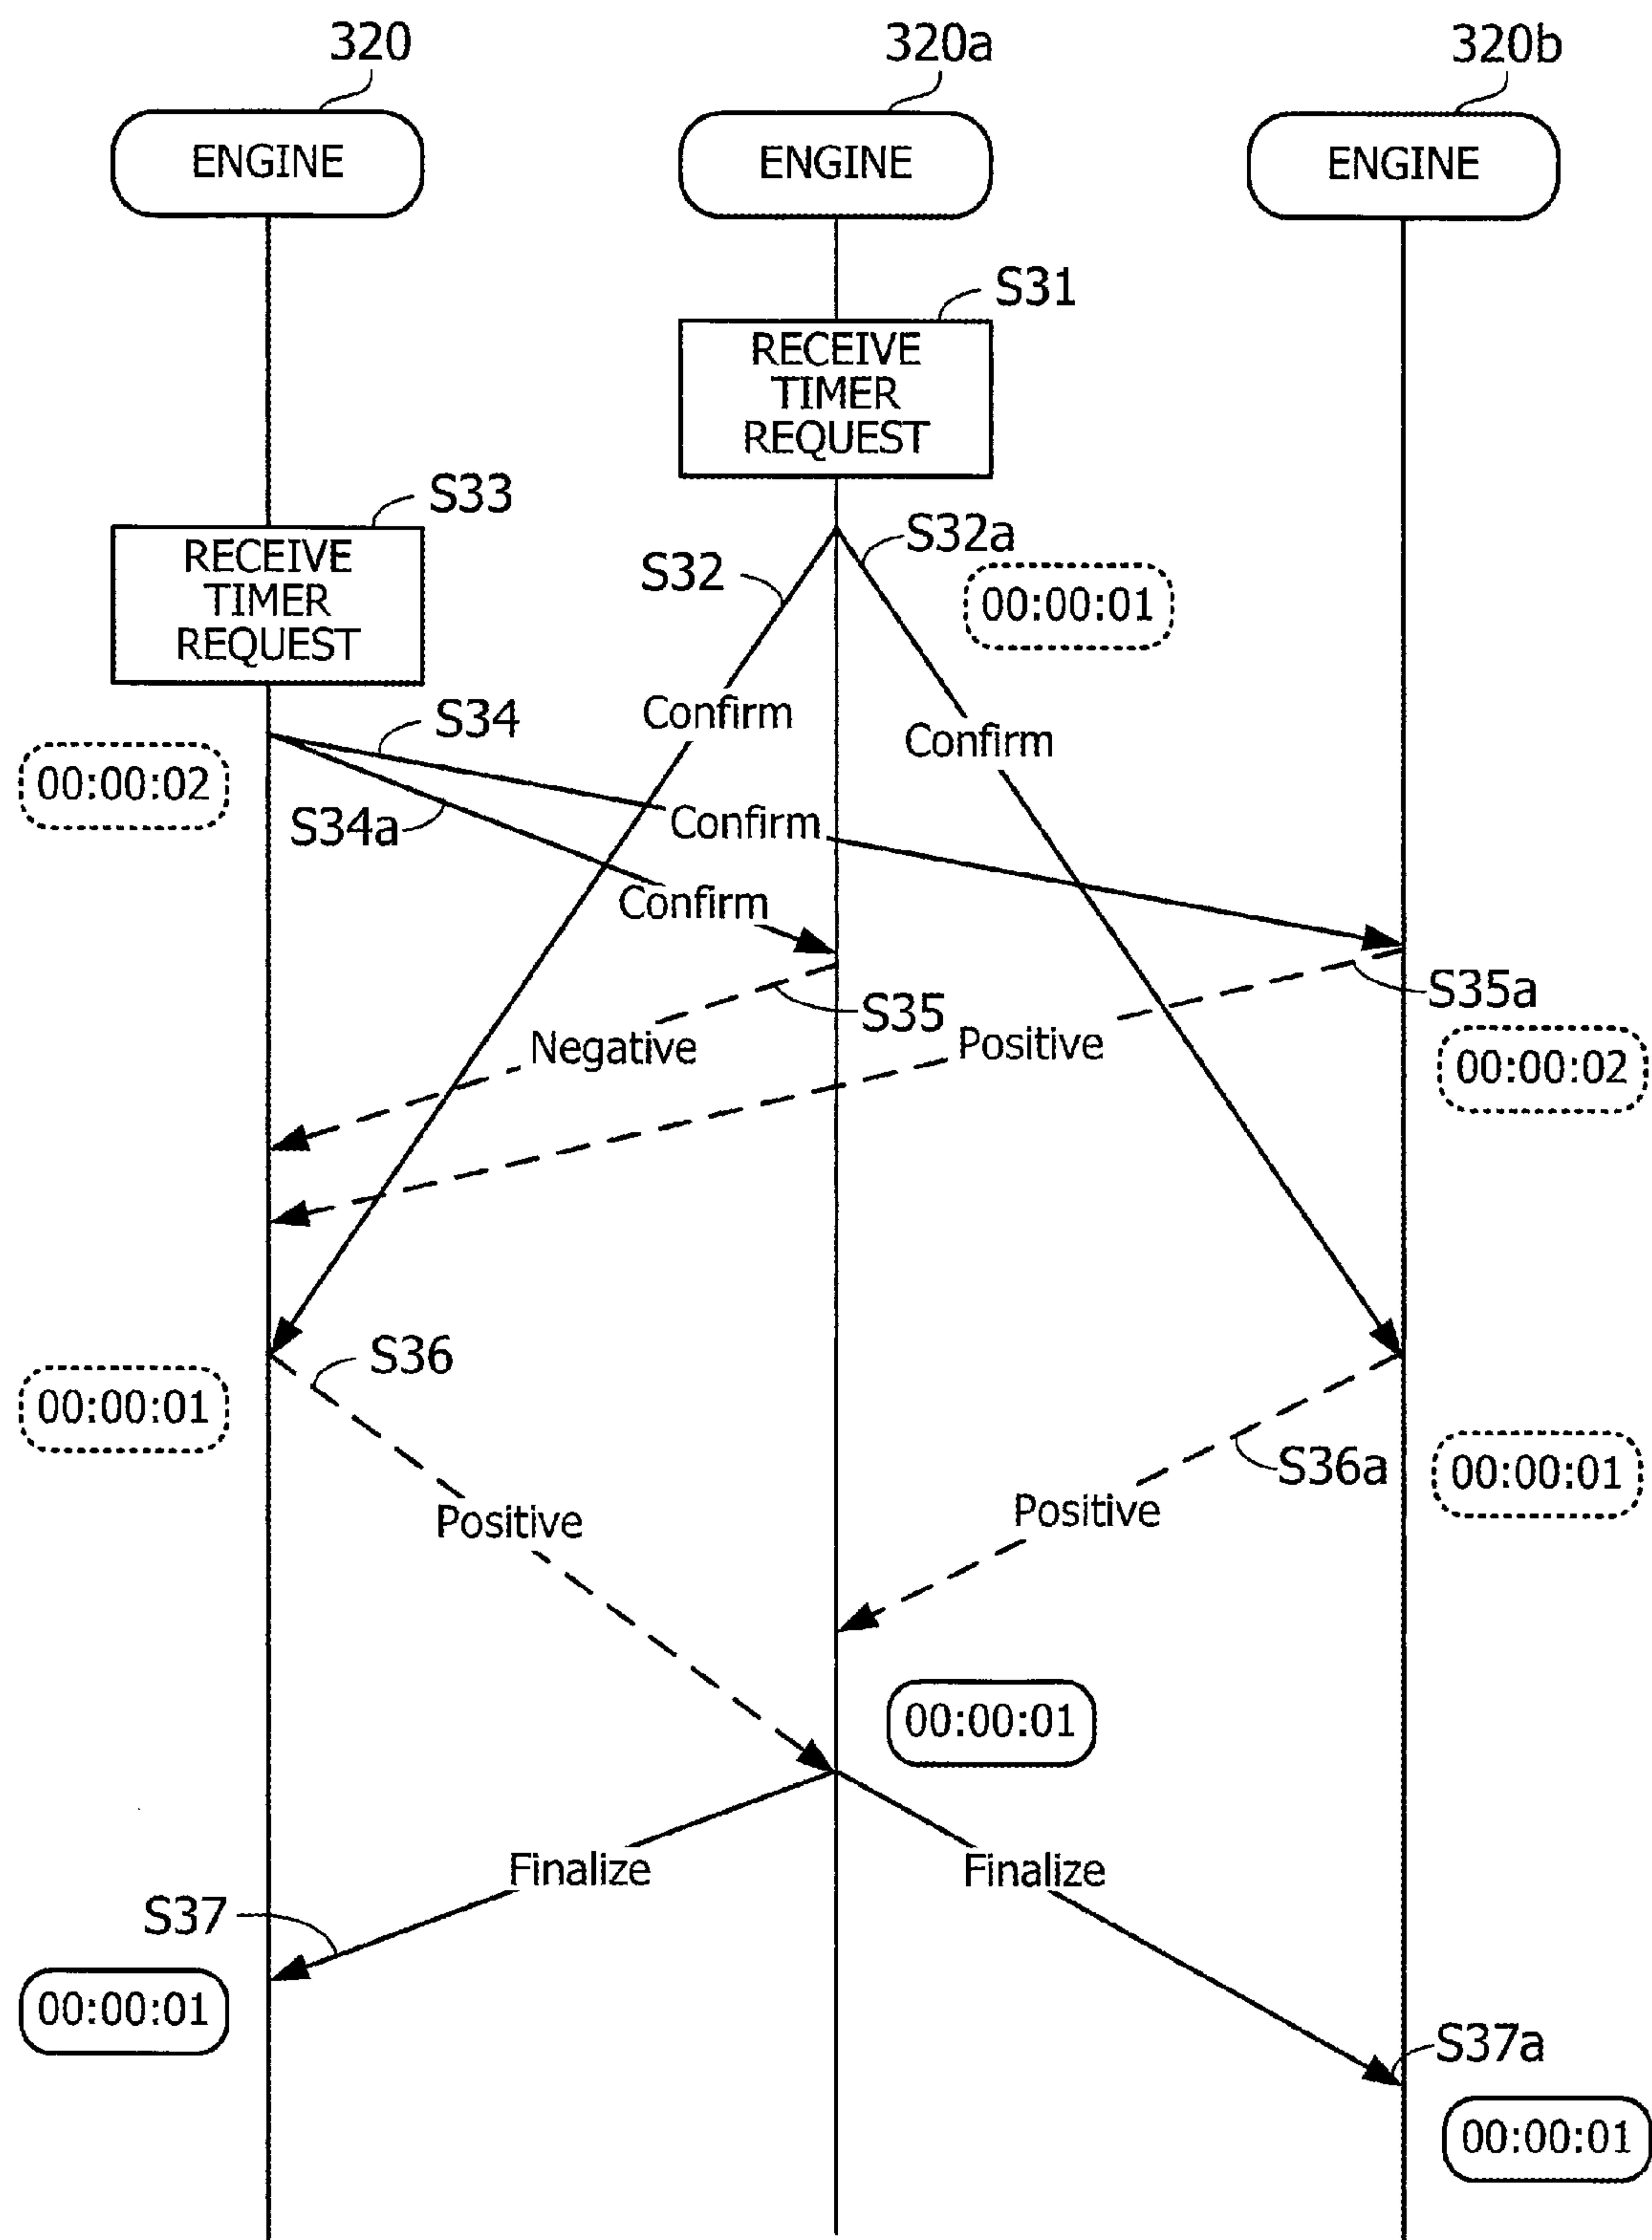 320
320a
320b
ENGINE
ENGINE
ENGINE
S31
RECEIVE
TIMER
REQUEST
S33
RECEIVE
TIMER
REQUEST
S32
S32a
00:00:01
Confirm
Confirm
S34
00:00:02
S34a
Confirm
Confirm
S35
S35a
Negative
Positive
00:00:02
S36
00:00:01
S36a
00:00:01
Positive
Positive
00:00:01
Finalize
Finalize
S37
00:00:01
S37a
00:00:01